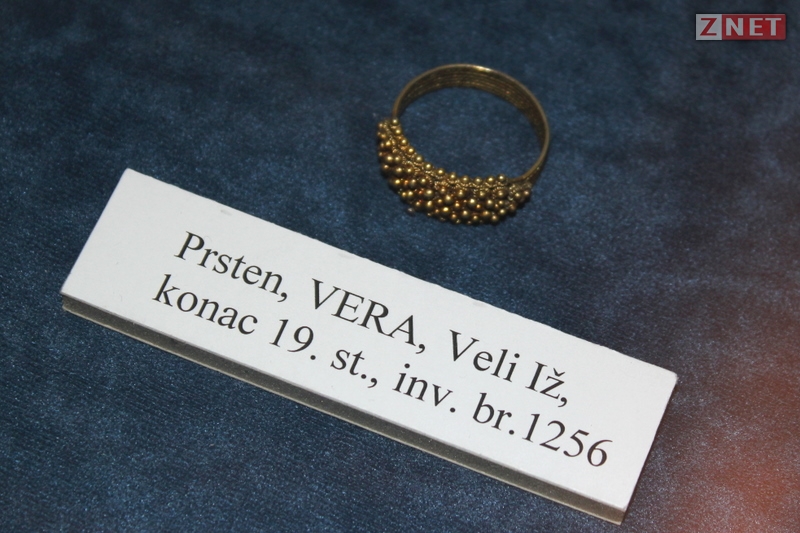 ZNET
Prsten, VERA, Veli Iž,
konac 19. st., inv. br.1256